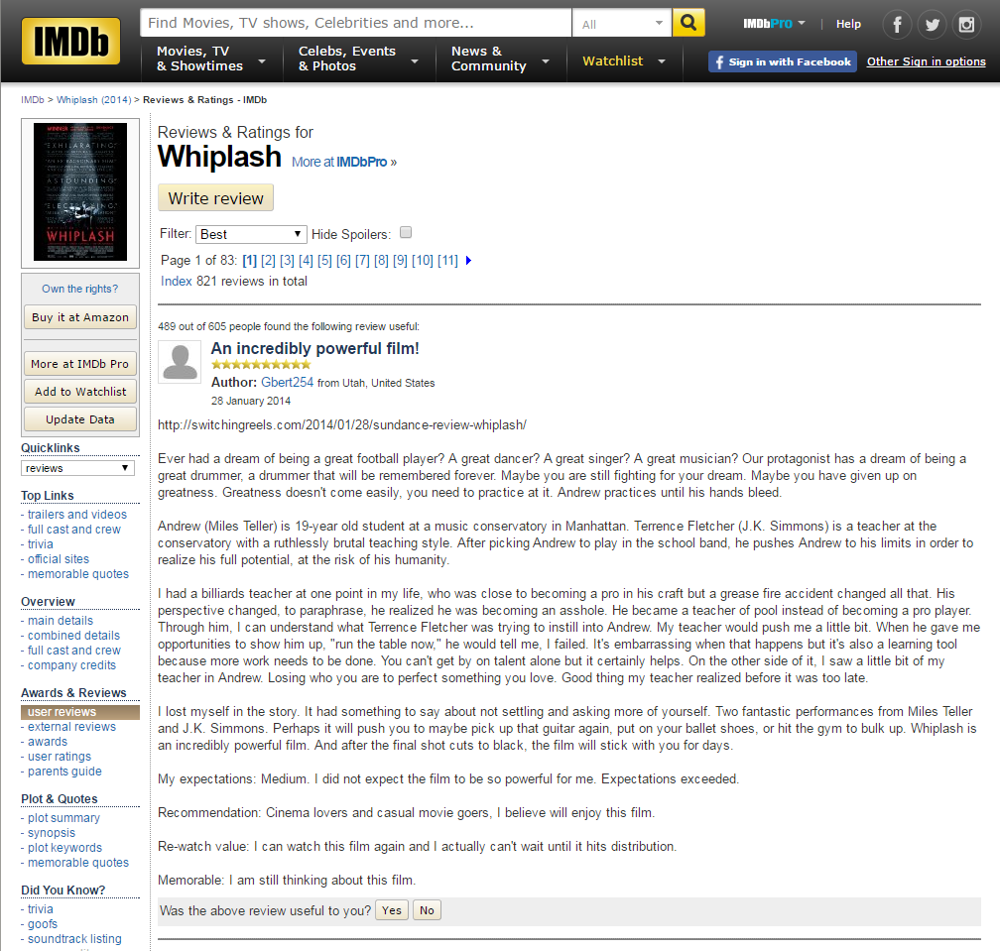 IMDb
Find Movies, TV shows, Celebrities and more...
All
IMDbPro
Help
Movies, TV
& Showtimes
Celebs, Events
& Photos
News &
Community
Watchlist
Sign in with Facebook
Other Sign in options
IMDb > Whiplash (2014) > Reviews & Ratings - IMDb
WHIPLASH
Own the rights?
Buy it at Amazon
More at IMDb Pro
Add to Watchlist
Update Data
Quicklinks
reviews
Top Links
- trailers and videos
- full cast and crew
- trivia
- official sites
- memorable quotes
Overview
- main details
- combined details
- full cast and crew
- company credits
Awards & Reviews
user reviews
- external reviews
- awards
- user ratings
- parents guide
Plot & Quotes
- plot summary
- synopsis
- plot keywords
- memorable quotes
Did You Know?
- trivia
- goofs
- soundtrack listing
Reviews & Ratings for
Whiplash More at IMDbPro »
Write review
Filter: Best Hide Spoilers:
Page 1 of 83: [1] [2] [3] [4] [5] [6] [7] [8] [9] [10] [11]
Index 821 reviews in total
489 out of 605 people found the following review useful:
An incredibly powerful film!
Author: Gbert254 from Utah, United States
28 January 2014
http://switchingreels.com/2014/01/28/sundance-review-whiplash/
Ever had a dream of being a great football player? A great dancer? A great singer? A great musician? Our protagonist has a dream of being a
great drummer, a drummer that will be remembered forever. Maybe you are still fighting for your dream. Maybe you have given up on
greatness. Greatness doesn't come easily, you need to practice at it. Andrew practices until his hands bleed.
Andrew (Miles Teller) is 19-year old student at a music conservatory in Manhattan. Terrence Fletcher (J.K. Simmons) is a teacher at the
conservatory with a ruthlessly brutal teaching style. After picking Andrew to play in the school band, he pushes Andrew to his limits in order to
realize his full potential, at the risk of his humanity.
I had a billiards teacher at one point in my life, who was close to becoming a pro in his craft but a grease fire accident changed all that. His
perspective changed, to paraphrase, he realized he was becoming an asshole. He became a teacher of pool instead of becoming a pro player.
Through him, I can understand what Terrence Fletcher was trying to instill into Andrew. My teacher would push me a little bit. When he gave me
opportunities to show him up, "run the table now," he would tell me, I failed. It's embarrassing when that happens but it's also a learning tool
because more work needs to be done. You can't get by on talent alone but it certainly helps. On the other side of it, I saw a little bit of my
teacher in Andrew. Losing who you are to perfect something you love. Good thing my teacher realized before it was too late.
I lost myself in the story. It had something to say about not settling and asking more of yourself. Two fantastic performances from Miles Teller
and J.K. Simmons. Perhaps it will push you to maybe pick up that guitar again, put on your ballet shoes, or hit the gym to bulk up. Whiplash is
an incredibly powerful film. And after the final shot cuts to black, the film will stick with you for days.
My expectations: Medium. I did not expect the film to be so powerful for me. Expectations exceeded.
Recommendation: Cinema lovers and casual movie goers, I believe will enjoy this film.
Re-watch value: I can watch this film again and I actually can't wait until it hits distribution.
Memorable: I am still thinking about this film.
Was the above review useful to you? Yes No